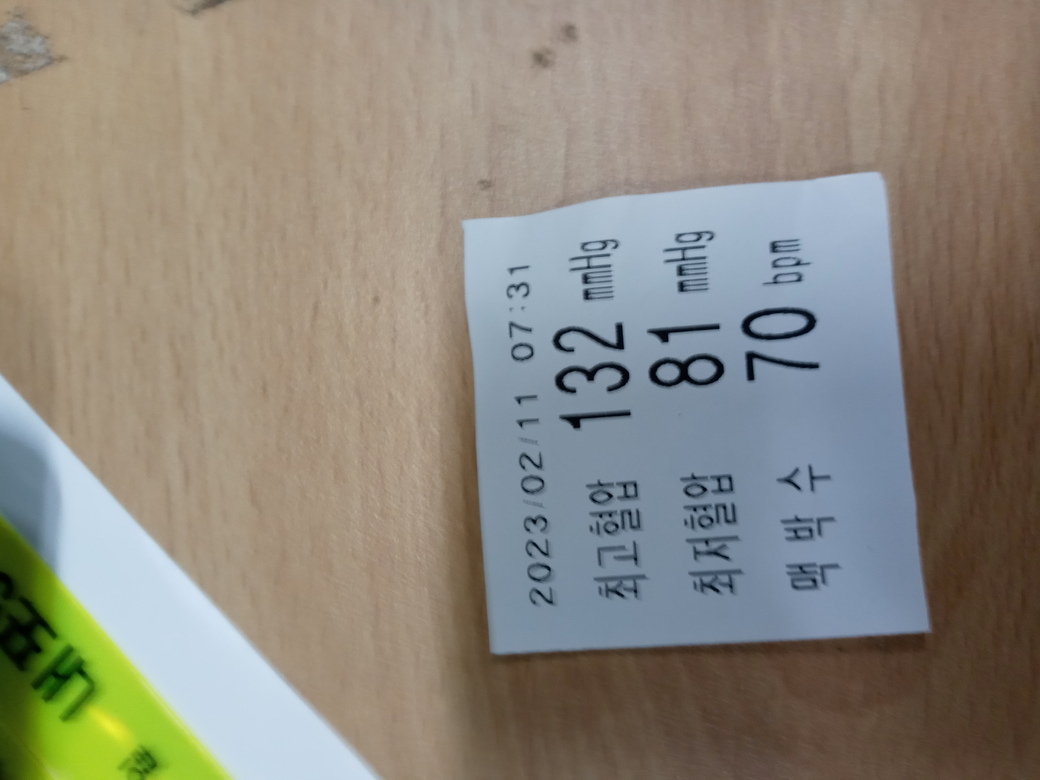 2023/02/11 07:31
최고혈압 132 mmHg
최저혈압 81 mmHg
맥 박 수 70 bpm